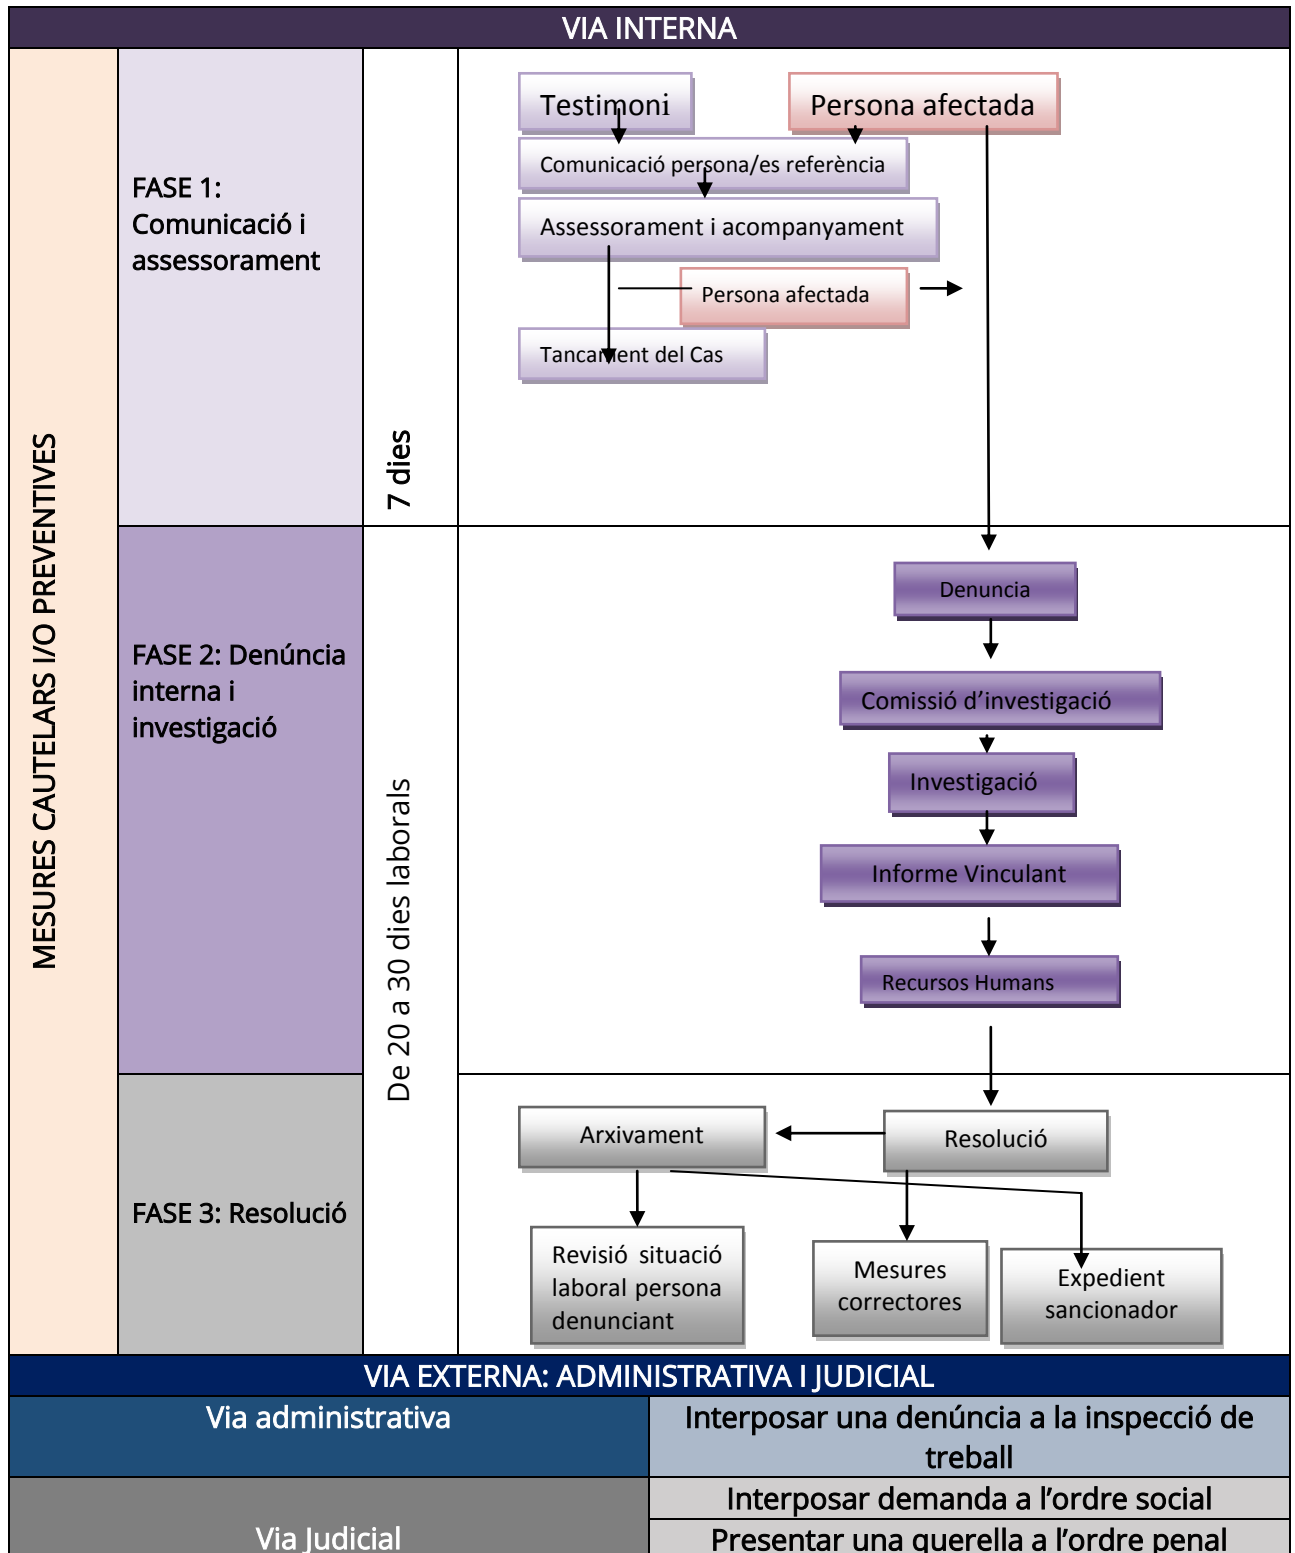 VIA INTERNA
MESURES CAUTELARS I/O PREVENTIVES
FASE 1:
Comunicació i
assessorament
7 dies
Testimoni
Persona afectada
Comunicació persona/es referència
Assessorament i acompanyament
Persona afectada
Tancament del Cas
FASE 2: Denúncia
interna i
investigació
De 20 a 30 dies laborals
Denuncia
Comissió d’investigació
Investigació
Informe Vinculant
Recursos Humans
FASE 3: Resolució
Arxivament
Resolució
Revisió situació
laboral persona
denunciant
Mesures
correctores
Expedient
sancionador
VIA EXTERNA: ADMINISTRATIVA I JUDICIAL
Via administrativa
Interposar una denúncia a la inspecció de
treball
Via Judicial
Interposar demanda a l’ordre social
Presentar una querella a l’ordre penal